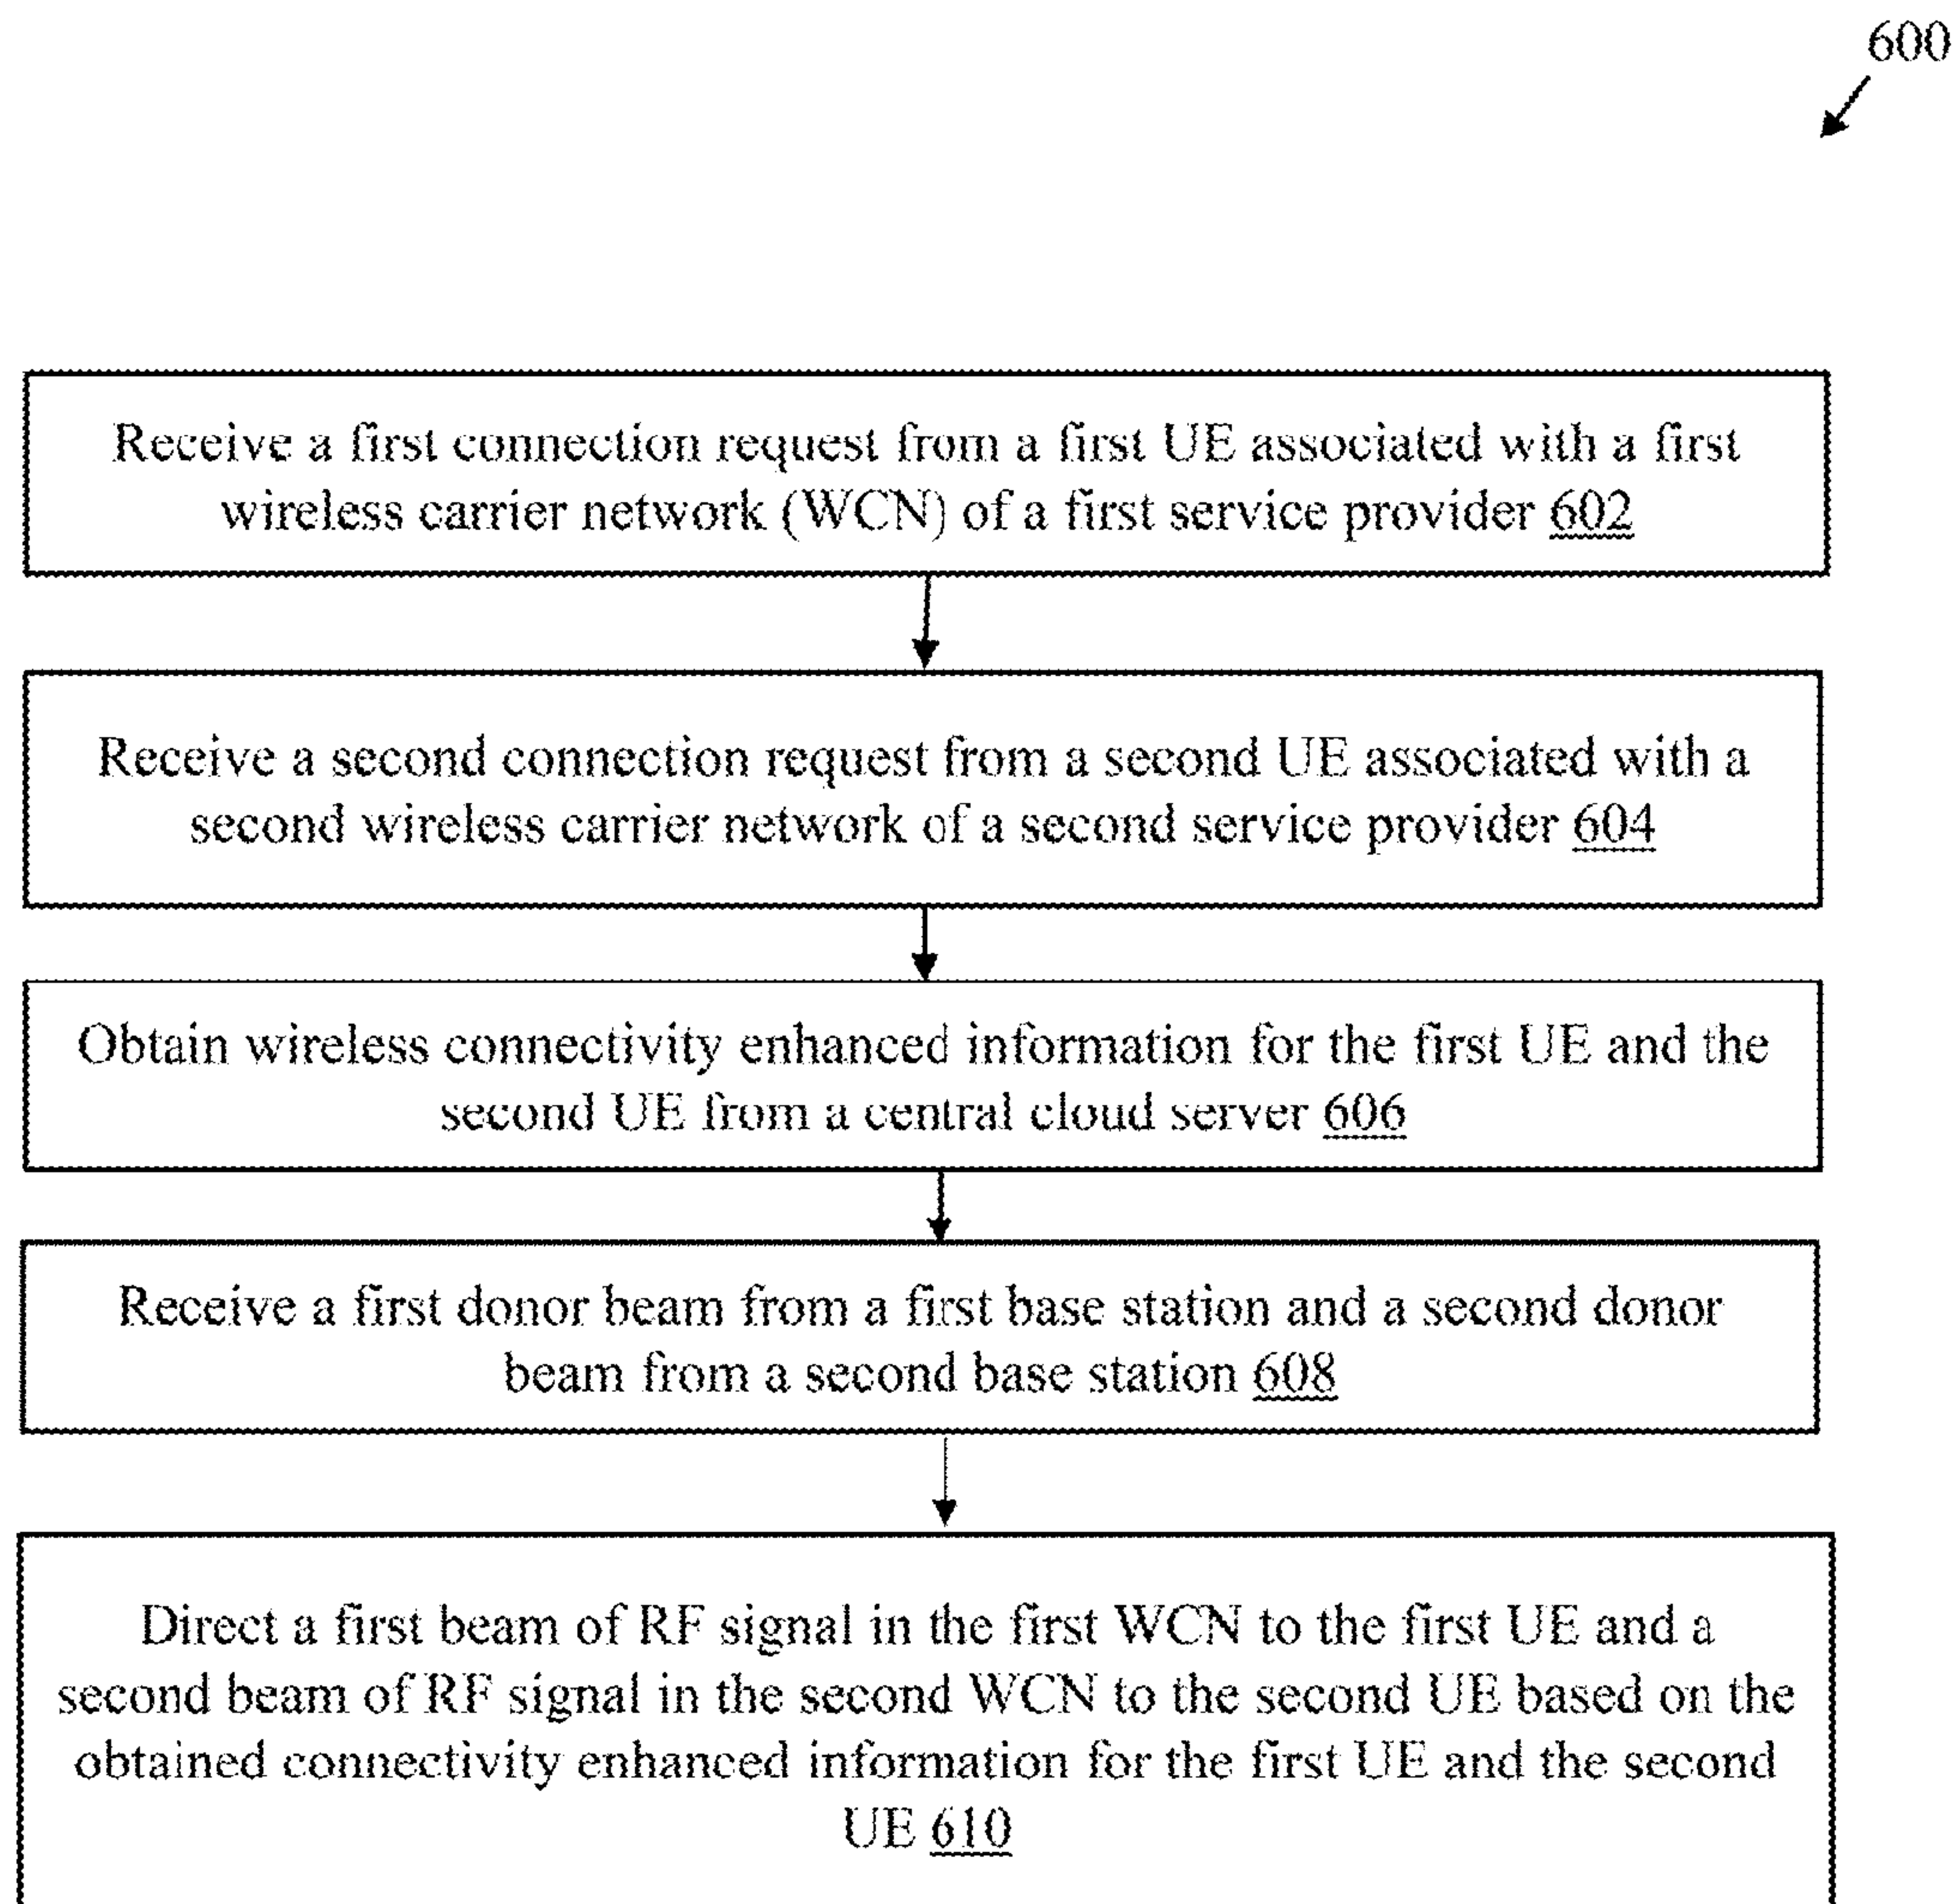 600
Receive a first connection request from a first UE associated with a first
wireless carrier network (WCN) of a first service provider 602
Receive a second connection request from a second UE associated with a
second wireless carrier network of a second service provider 604
Obtain wireless connectivity enhanced information for the first UE and the
second UE from a central cloud server 606
Receive a first donor beam from a first base station and a second donor
beam from a second base station 608
Direct a first beam of RF signal in the first WCN to the first UE and a
second beam of RF signal in the second WCN to the second UE based on the
obtained connectivity enhanced information for the first UE and the second
UE 610